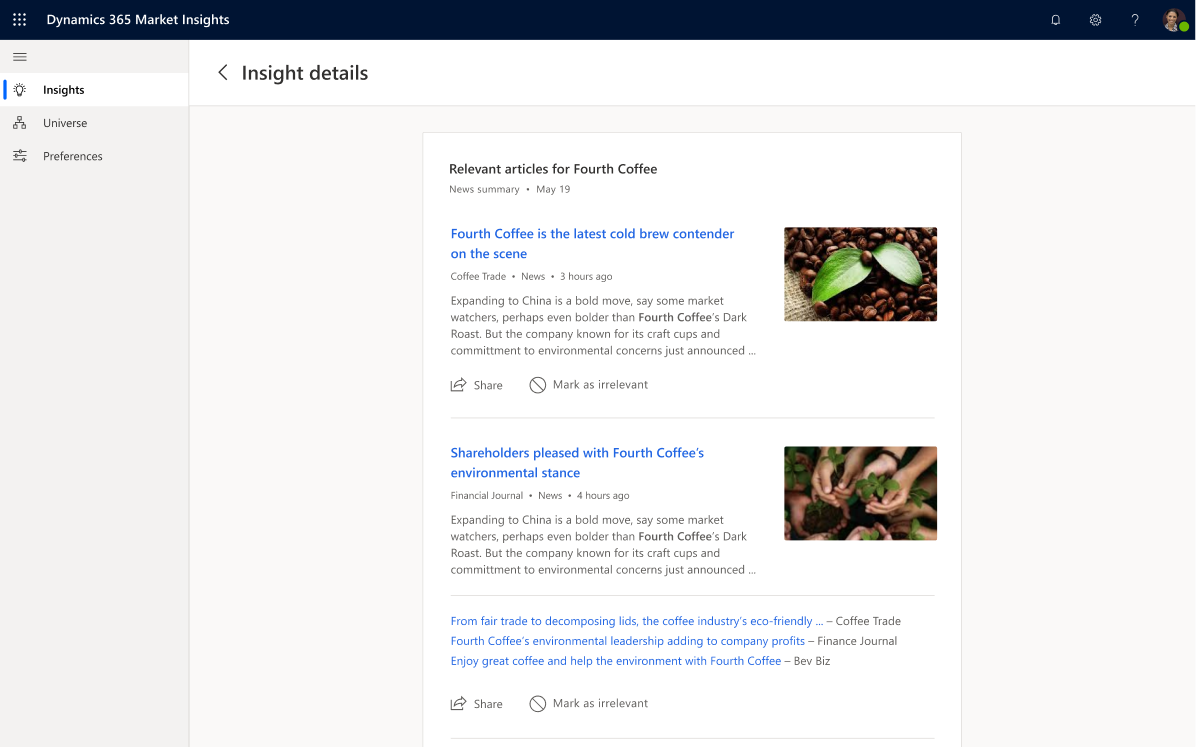 Dynamics 365 Market Insights
?
Insights
Universe
Preferences
Insight details
Relevant articles for Fourth Coffee
News summary • May 19
Fourth Coffee is the latest cold brew contender
on the scene
Coffee Trade • News • 3 hours ago
Expanding to China is a bold move, say some market
watchers, perhaps even bolder than Fourth Coffee’s Dark
Roast. But the company known for its craft cups and
committment to environmental concerns just announced ...
Share
Mark as irrelevant
Shareholders pleased with Fourth Coffee’s
environmental stance
Financial Journal • News • 4 hours ago
Expanding to China is a bold move, say some market
watchers, perhaps even bolder than Fourth Coffee’s Dark
Roast. But the company known for its craft cups and
committment to environmental concerns just announced ...
From fair trade to decomposing lids, the coffee industry’s eco-friendly ... – Coffee Trade
Fourth Coffee’s environmental leadership adding to company profits – Finance Journal
Enjoy great coffee and help the environment with Fourth Coffee – Bev Biz
Share
Mark as irrelevant